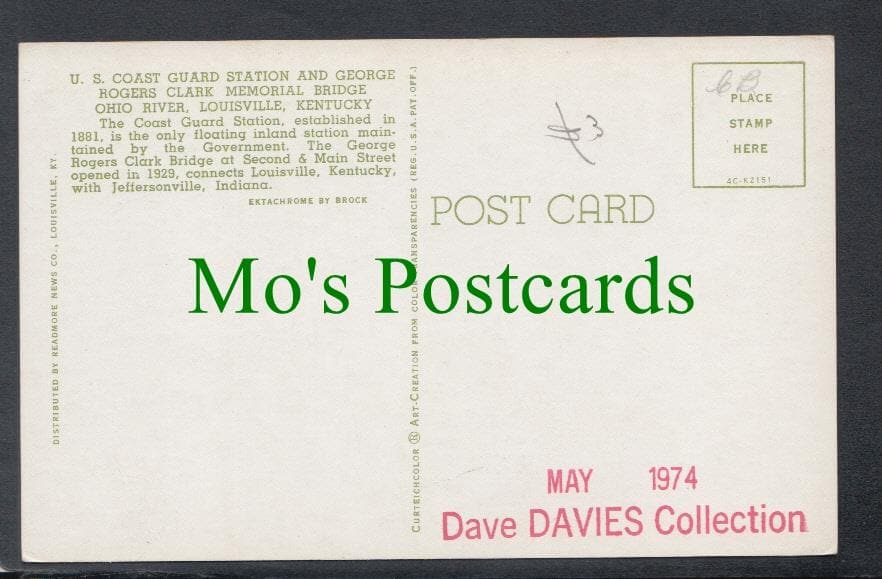 U. S. COAST GUARD STATION AND GEORGE
ROGERS CLARK MEMORIAL BRIDGE
OHIO RIVER, LOUISVILLE, KENTUCKY
The Coast Guard Station, established in
1881, is the only floating inland station main-
tained by the Government. The George
Rogers Clark Bridge at Second & Main Street
opened in 1929, connects Louisville, Kentucky,
with Jeffersonville, Indiana.
EKTACHROME BY BROCK
DISTRIBUTED BY READMORE NEWS CO., LOUISVILLE, KY.
CURTEICHCOLOR ® ART-CREATION FROM COLOR TRANSPARENCIES (REG. U.S.A. PAT. OFF.)
POST CARD
PLACE
STAMP
HERE
4C-K2151
Mo's Postcards
MAY 1974
Dave DAVIES Collection